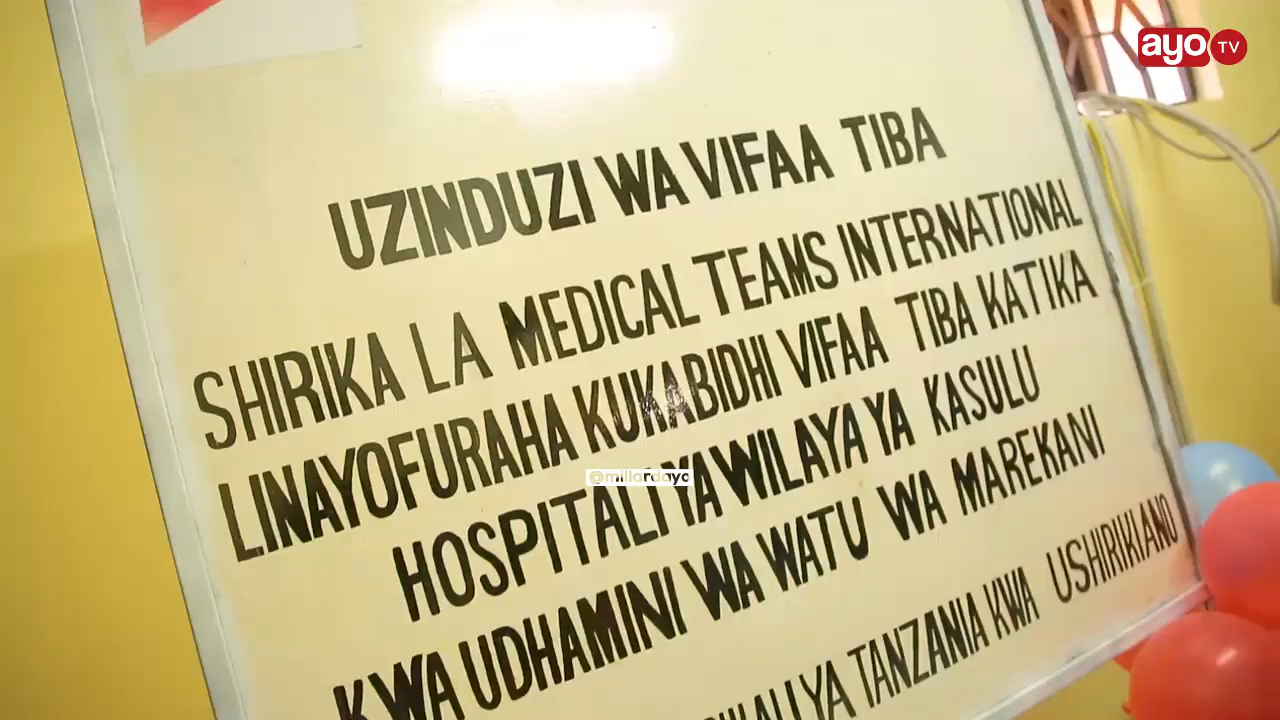 ayo TV
UZINDUZI WA VIFAA TIBA
SHIRIKA LA MEDICAL TEAMS INTERNATIONAL
LINAYOFURAHA KUKABIDHI VIFAA TIBA KATIKA
HOSPITALI YA WILAYA YA KASULU
@millardayo
KWA UDHAMINI WA WATU WA MAREKANI
YA TANZANIA KWA USHIRIKIANO